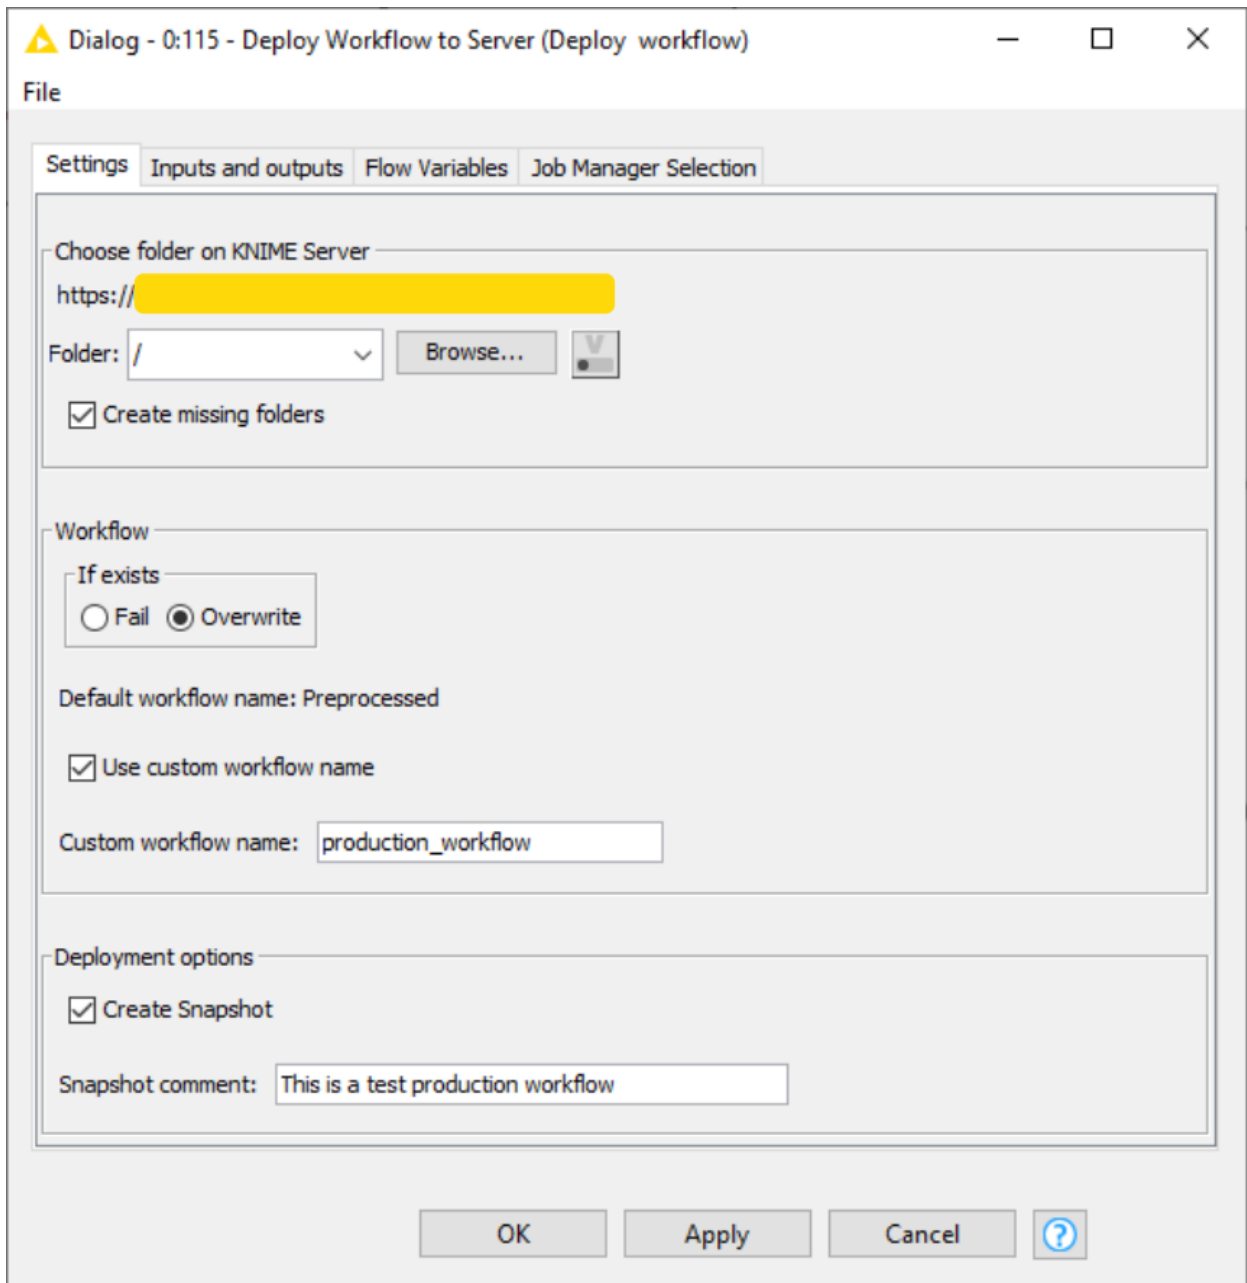 Dialog - 0:115 - Deploy Workflow to Server (Deploy  workflow)
File
Settings Inputs and outputs Flow Variables Job Manager Selection
Choose folder on KNIME Server
https://
Folder: / Browse... V
Create missing folders
Workflow
If exists
Fail Overwrite
Default workflow name: Preprocessed
Use custom workflow name
Custom workflow name: production_workflow
Deployment options
Create Snapshot
Snapshot comment: This is a test production workflow
OK Apply Cancel ?